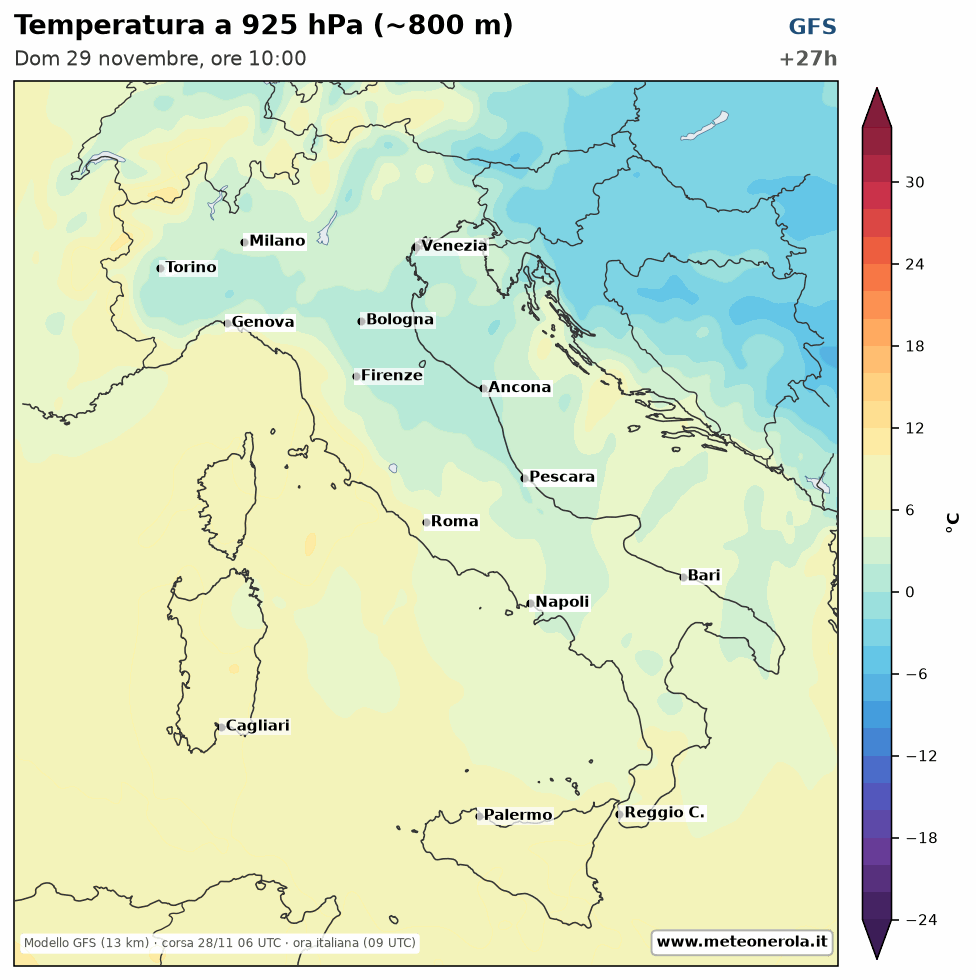 Temperatura a 925 hPa (~800 m)
GFS
Dom 29 novembre, ore 10:00
+27h
30
24
18
12
6
0
−6
−12
−18
−24
°C
Milano
Venezia
Torino
Genova
Bologna
Firenze
Ancona
Pescara
Roma
Bari
Napoli
Cagliari
Palermo
Reggio C.
Modello GFS (13 km) · corsa 28/11 06 UTC · ora italiana (09 UTC)
www.meteonerola.it